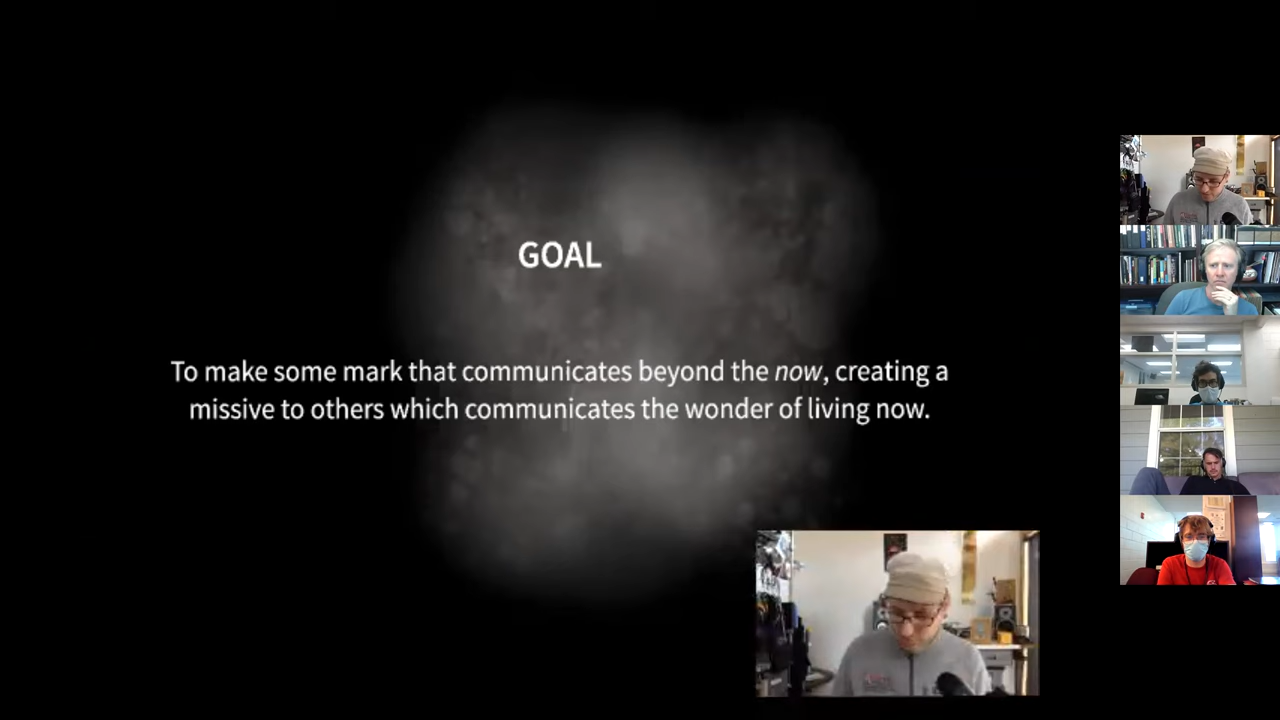 GOAL
To make some mark that communicates beyond the now, creating a
missive to others which communicates the wonder of living now.